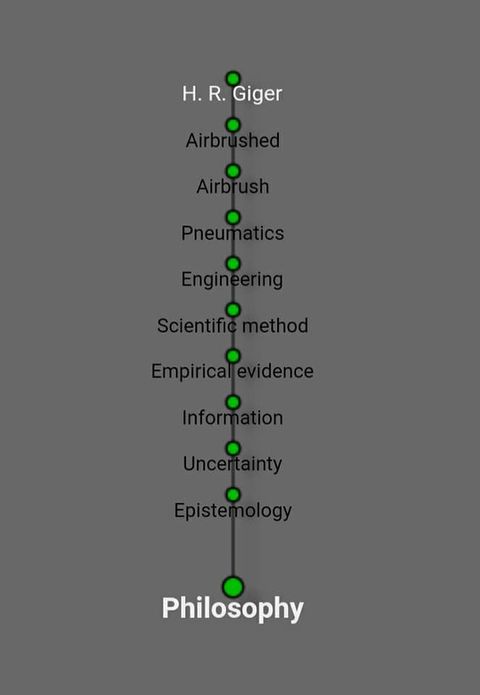 H. R. Giger
Airbrushed
Airbrush
Pneumatics
Engineering
Scientific method
Empirical evidence
Information
Uncertainty
Epistemology
Philosophy